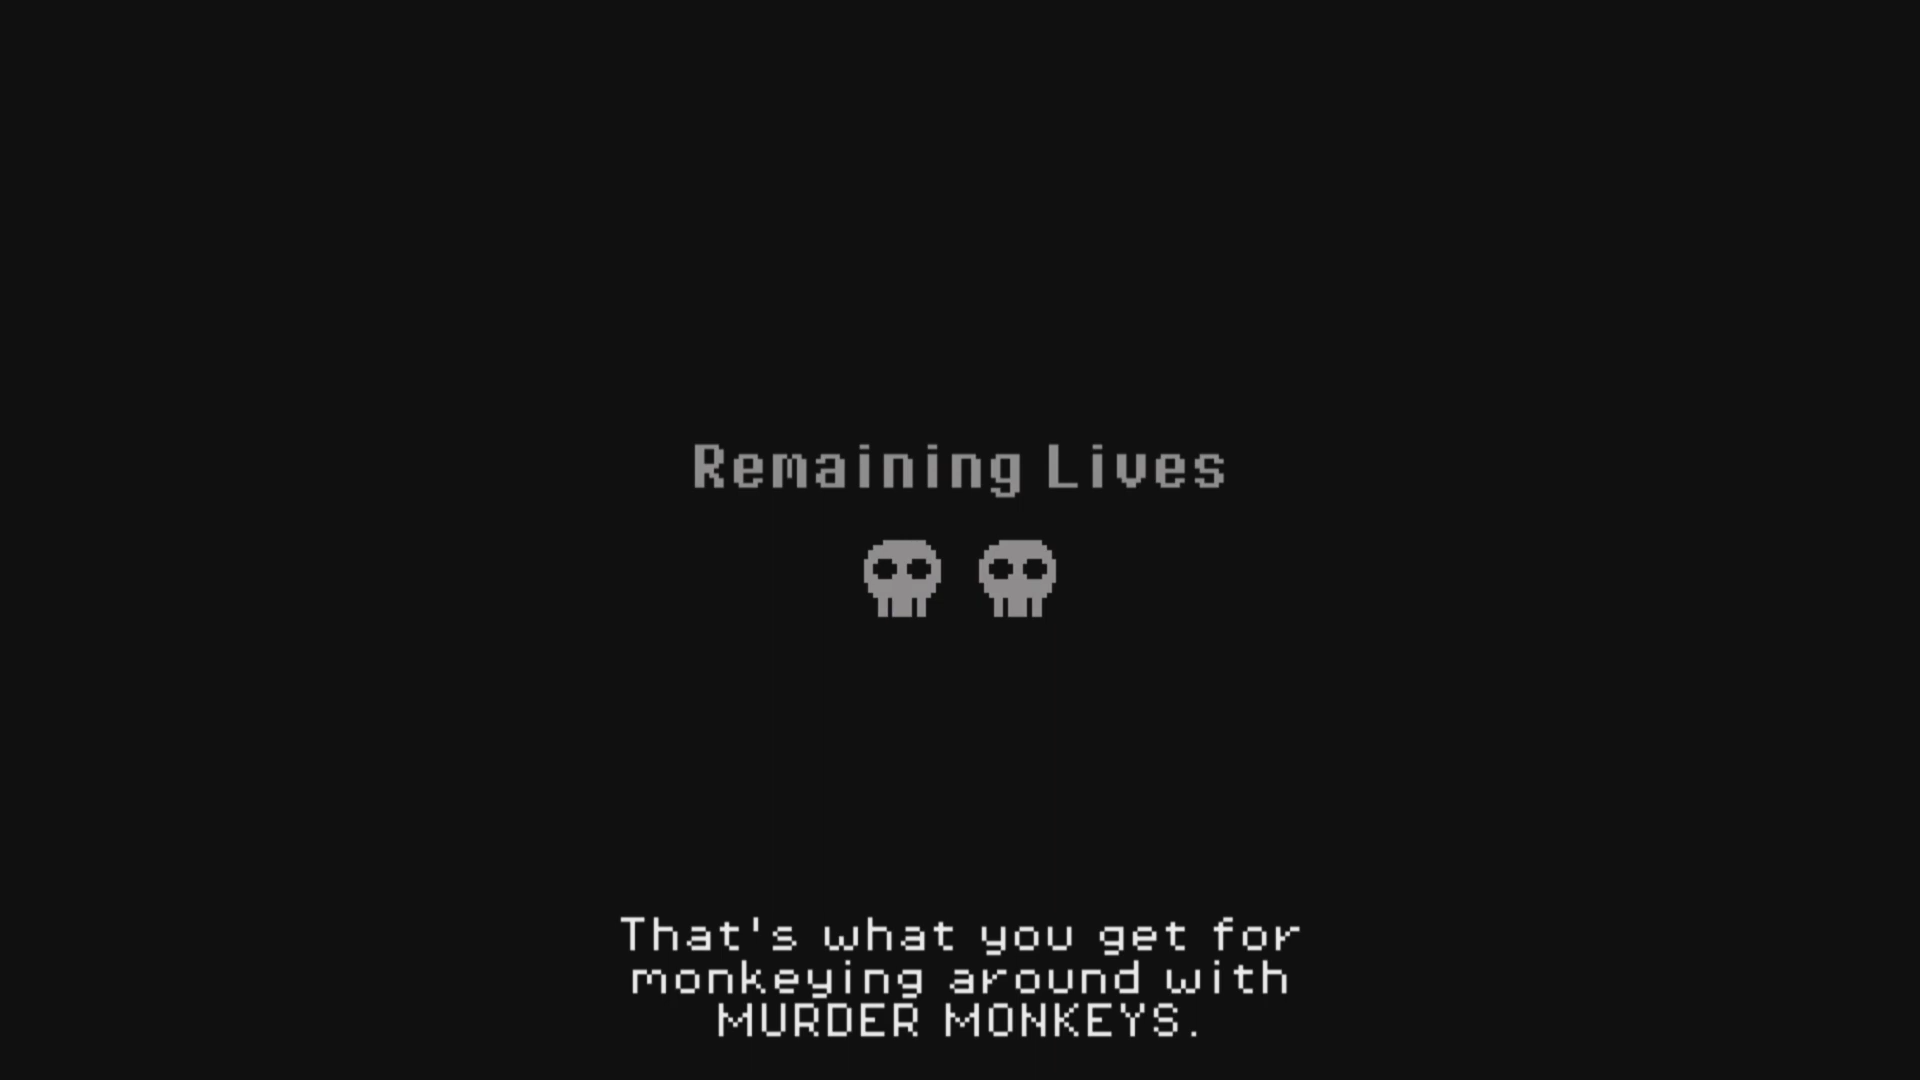 Remaining Lives
That's what you get for
monkeying around with
MURDER MONKEYS.